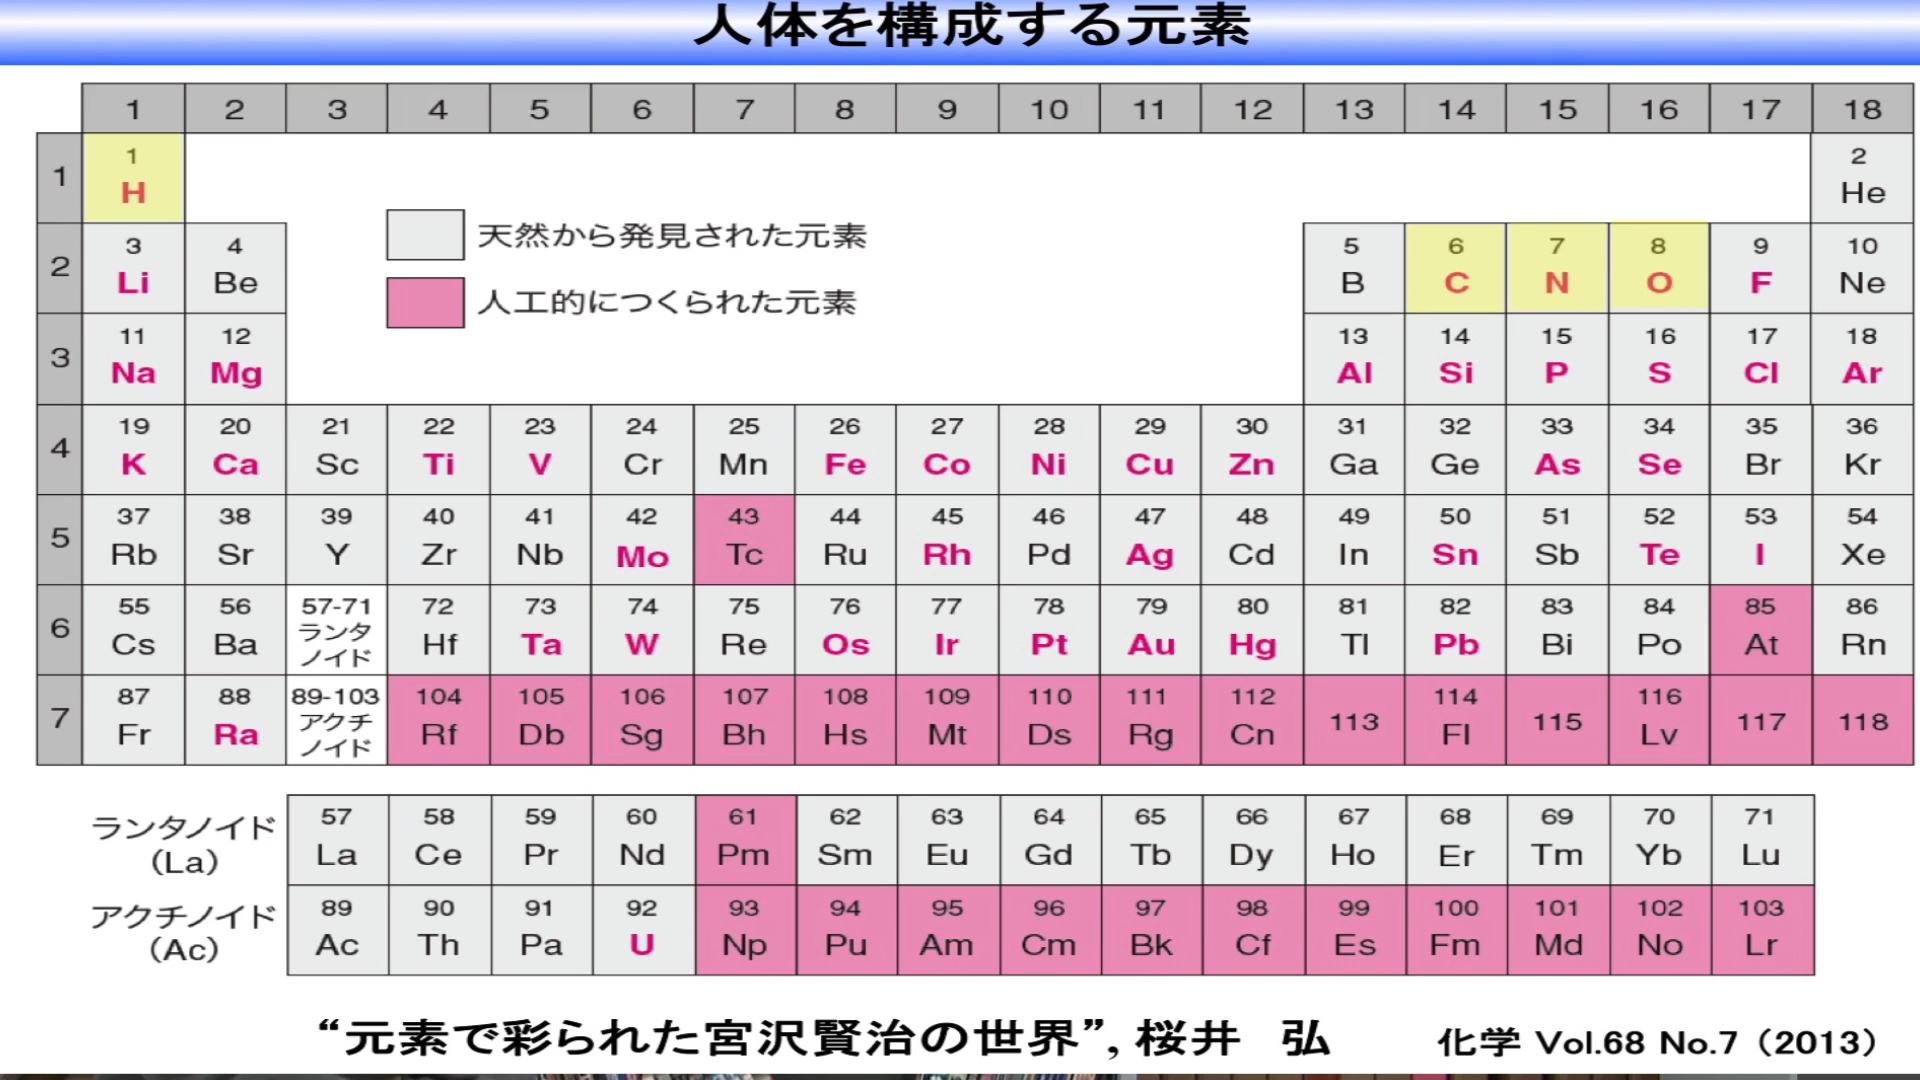 人体を構成する元素
1 2 3 4 5 6 7 8 9 10 11 12 13 14 15 16 17 18
1 1 2
H He
天然から発見された元素
人工的につくられた元素
2 3 4 5 6 7 8 9 10
Li Be B C N O F Ne
3 11 12 13 14 15 16 17 18
Na Mg Al Si P S Cl Ar
4 19 20 21 22 23 24 25 26 27 28 29 30 31 32 33 34 35 36
K Ca Sc Ti V Cr Mn Fe Co Ni Cu Zn Ga Ge As Se Br Kr
5 37 38 39 40 41 42 43 44 45 46 47 48 49 50 51 52 53 54
Rb Sr Y Zr Nb Mo Tc Ru Rh Pd Ag Cd In Sn Sb Te I Xe
6 55 56 57-71 72 73 74 75 76 77 78 79 80 81 82 83 84 85 86
Cs Ba ランタノイド Hf Ta W Re Os Ir Pt Au Hg Tl Pb Bi Po At Rn
7 87 88 89-103 104 105 106 107 108 109 110 111 112 113 114 115 116 117 118
Fr Ra アクチノイド Rf Db Sg Bh Hs Mt Ds Rg Cn Fl Lv
ランタノイド 57 58 59 60 61 62 63 64 65 66 67 68 69 70 71
(La) La Ce Pr Nd Pm Sm Eu Gd Tb Dy Ho Er Tm Yb Lu
アクチノイド 89 90 91 92 93 94 95 96 97 98 99 100 101 102 103
(Ac) Ac Th Pa U Np Pu Am Cm Bk Cf Es Fm Md No Lr
“元素で彩られた宮沢賢治の世界”, 桜井 弘 化学 Vol.68 No.7（2013）